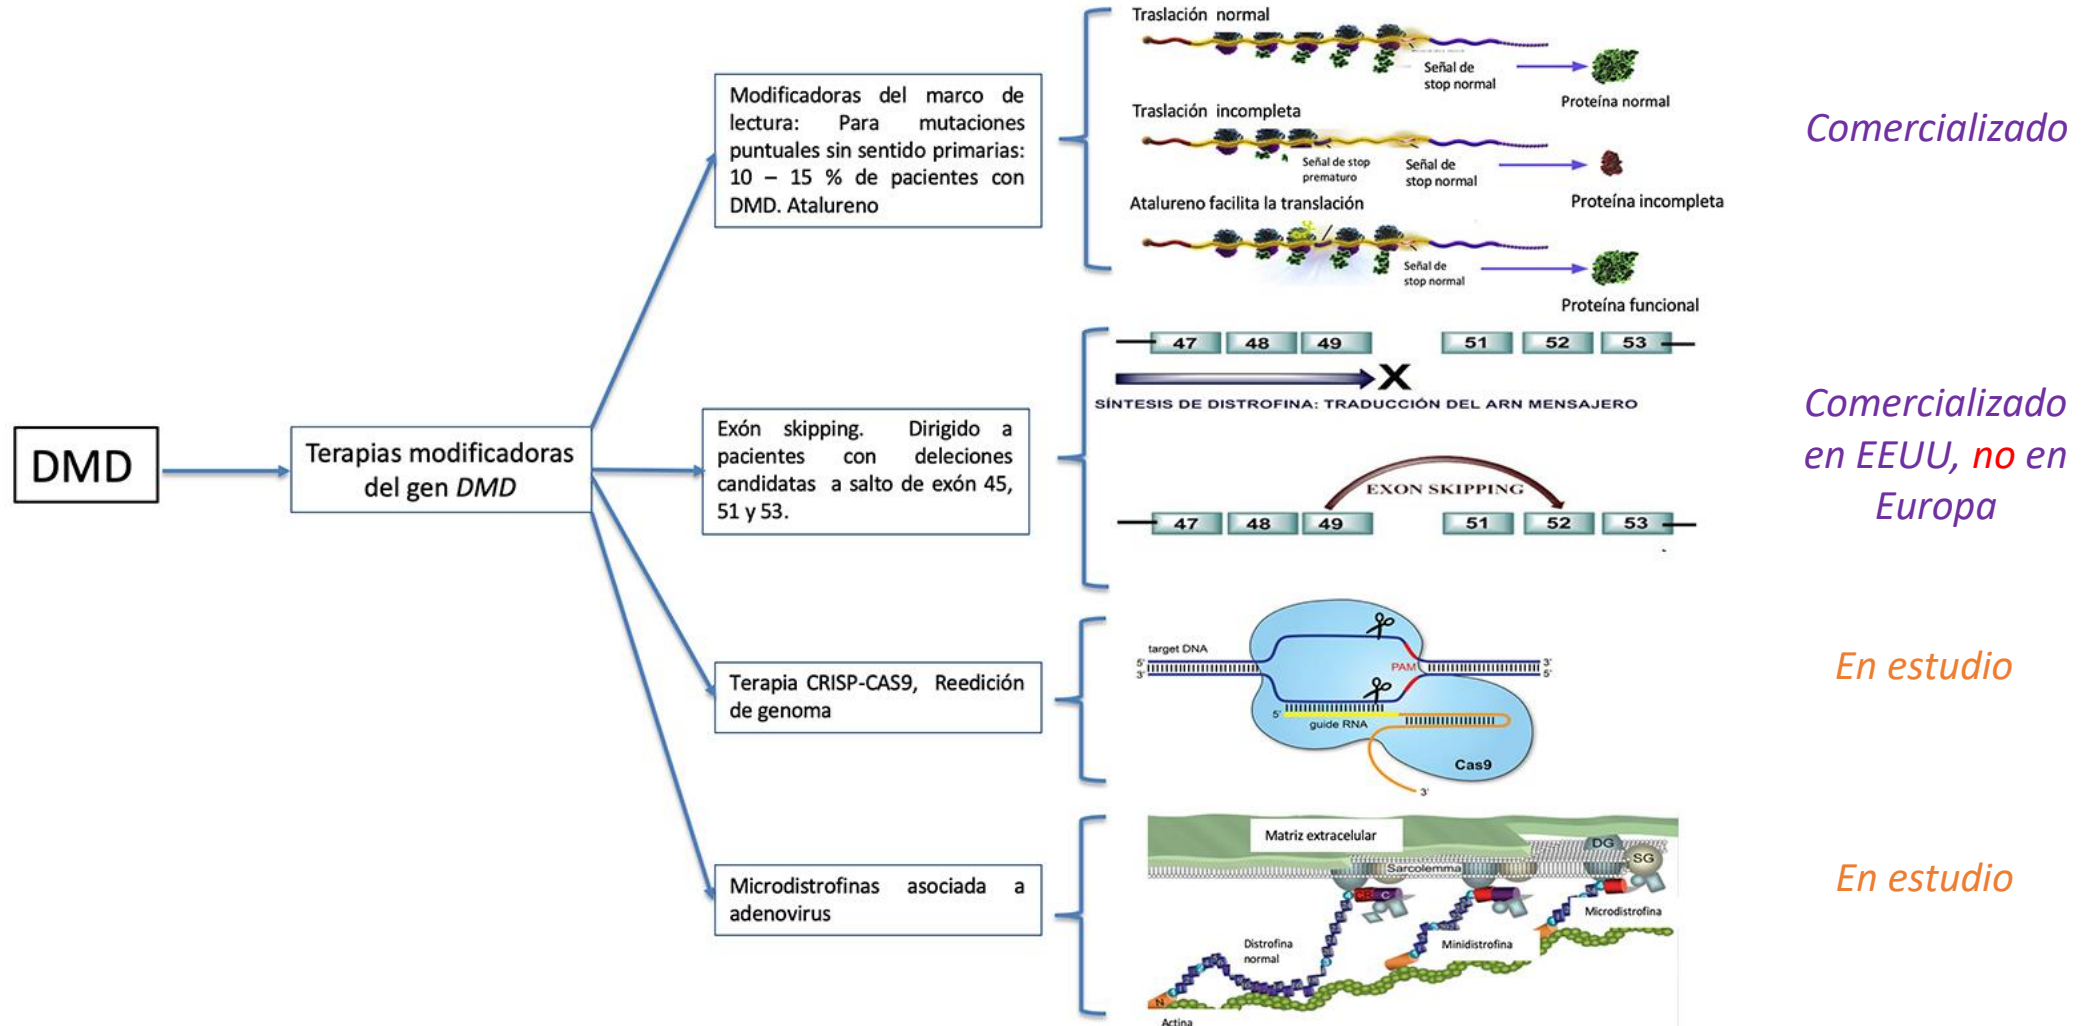 DMD
Terapias modificadoras
del gen DMD
Modificadoras del marco de
lectura: Para mutaciones
puntuales sin sentido primarias:
10 – 15 % de pacientes con
DMD. Atalureno
Traslación normal
Señal de
stop normal
Proteína normal
Traslación incompleta
Señal de stop
prematuro
Señal de
stop normal
Proteína incompleta
Atalureno facilita la translación
Señal de
stop normal
Proteína funcional
Comercializado
Exón skipping. Dirigido a
pacientes con deleciones
candidatas a salto de exón 45,
51 y 53.
47 48 49 51 52 53
X
SÍNTESIS DE DISTROFINA: TRADUCCIÓN DEL ARN MENSAJERO
EXON SKIPPING
47 48 49 51 52 53
Comercializado
en EEUU, no en
Europa
Terapia CRISP-CAS9, Reedición
de genoma
target DNA
5' 3'
3' 5'
PAM
5'
guide RNA
Cas9
3'
En estudio
Microdistrofinas asociada a
adenovirus
Matriz extracelular
DG
SG
Sarcolemma
CR C
Microdistrofina
Distrofina
normal
Minidistrofina
N
Actina
En estudio